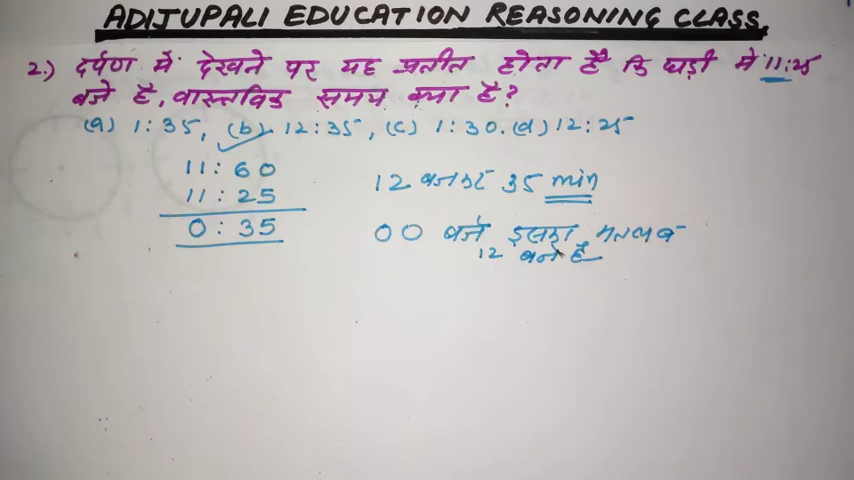 ADIJUPALI EDUCATION REASONING CLASS
2.) दर्पण में देखने पर यह प्रतीत होता है कि घड़ी मे 11:25
बजे है, वास्तविक समय क्या है?
(a) 1:35, (b) 12:35, (c) 1:30. (d) 12:25
11:60
11:25
0:35
12 बजकर 35 min
00 बजे इसका मतलब
12 बजे है